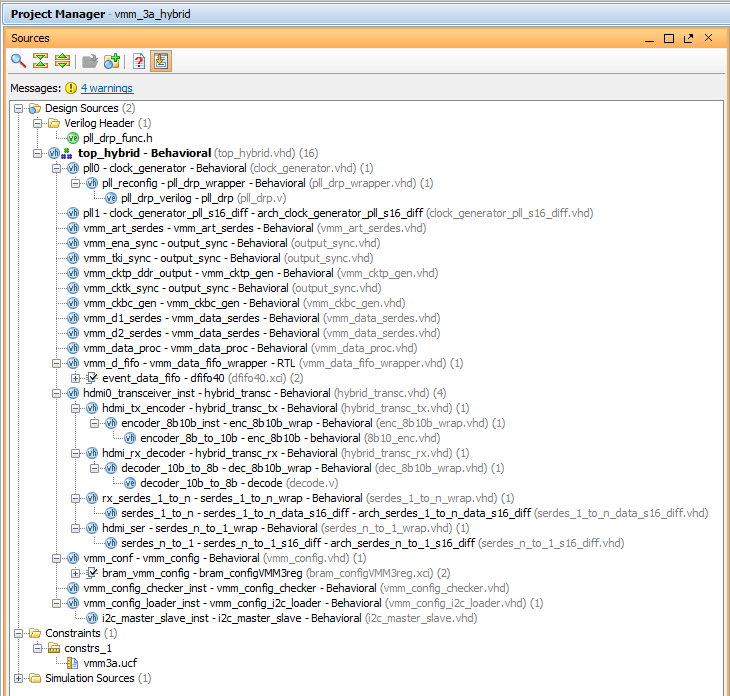 Project Manager - vmm_3a_hybrid
Sources
Messages: 4 warnings
Design Sources (2)
Verilog Header (1)
pll_drp_func.h
top_hybrid - Behavioral (top_hybrid.vhd) (16)
pll0 - clock_generator - Behavioral (clock_generator.vhd) (1)
pll_reconfig - pll_drp_wrapper - Behavioral (pll_drp_wrapper.vhd) (1)
pll_drp_verilog - pll_drp (pll_drp.v)
pll1 - clock_generator_pll_s16_diff - arch_clock_generator_pll_s16_diff (clock_generator_pll_s16_diff.vhd)
vmm_art_serdes - vmm_art_serdes - Behavioral (vmm_art_serdes.vhd)
vmm_ena_sync - output_sync - Behavioral (output_sync.vhd)
vmm_tki_sync - output_sync - Behavioral (output_sync.vhd)
vmm_cktp_ddr_output - vmm_cktp_gen - Behavioral (vmm_cktp_gen.vhd)
vmm_cktk_sync - output_sync - Behavioral (output_sync.vhd)
vmm_ckbc_gen - vmm_ckbc_gen - Behavioral (vmm_ckbc_gen.vhd)
vmm_d1_serdes - vmm_data_serdes - Behavioral (vmm_data_serdes.vhd)
vmm_d2_serdes - vmm_data_serdes - Behavioral (vmm_data_serdes.vhd)
vmm_data_proc - vmm_data_proc - Behavioral (vmm_data_proc.vhd)
vmm_d_fifo - vmm_data_fifo_wrapper - RTL (vmm_data_fifo_wrapper.vhd) (1)
event_data_fifo - dfifo40 (dfifo40.xci) (2)
hdmi0_transceiver_inst - hybrid_transc - Behavioral (hybrid_transc.vhd) (4)
hdmi_tx_encoder - hybrid_transc_tx - Behavioral (hybrid_transc_tx.vhd) (1)
encoder_8b10b_inst - enc_8b10b_wrap - Behavioral (enc_8b10b_wrap.vhd) (1)
encoder_8b_to_10b - enc_8b10b - behavioral (8b10_enc.vhd)
hdmi_rx_decoder - hybrid_transc_rx - Behavioral (hybrid_transc_rx.vhd) (1)
decoder_10b_to_8b - dec_8b10b_wrap - Behavioral (dec_8b10b_wrap.vhd) (1)
decoder_10b_to_8b - decode (decode.v)
rx_serdes_1_to_n - serdes_1_to_n_wrap - Behavioral (serdes_1_to_n_wrap.vhd) (1)
serdes_1_to_n - serdes_1_to_n_data_s16_diff - arch_serdes_1_to_n_data_s16_diff (serdes_1_to_n_data_s16_diff.vhd)
hdmi_ser - serdes_n_to_1_wrap - Behavioral (serdes_n_to_1_wrap.vhd) (1)
serdes_n_to_1 - serdes_n_to_1_s16_diff - arch_serdes_n_to_1_s16_diff (serdes_n_to_1_s16_diff.vhd)
vmm_conf - vmm_config - Behavioral (vmm_config.vhd) (1)
bram_vmm_config - bram_configVMM3reg (bram_configVMM3reg.xci) (2)
vmm_config_checker_inst - vmm_config_checker - Behavioral (vmm_config_checker.vhd)
vmm_config_loader_inst - vmm_config_i2c_loader - Behavioral (vmm_config_i2c_loader.vhd) (1)
i2c_master_slave_inst - i2c_master_slave - Behavioral (i2c_master_slave.vhd)
Constraints (1)
constrs_1
vmm3a.ucf
Simulation Sources (1)